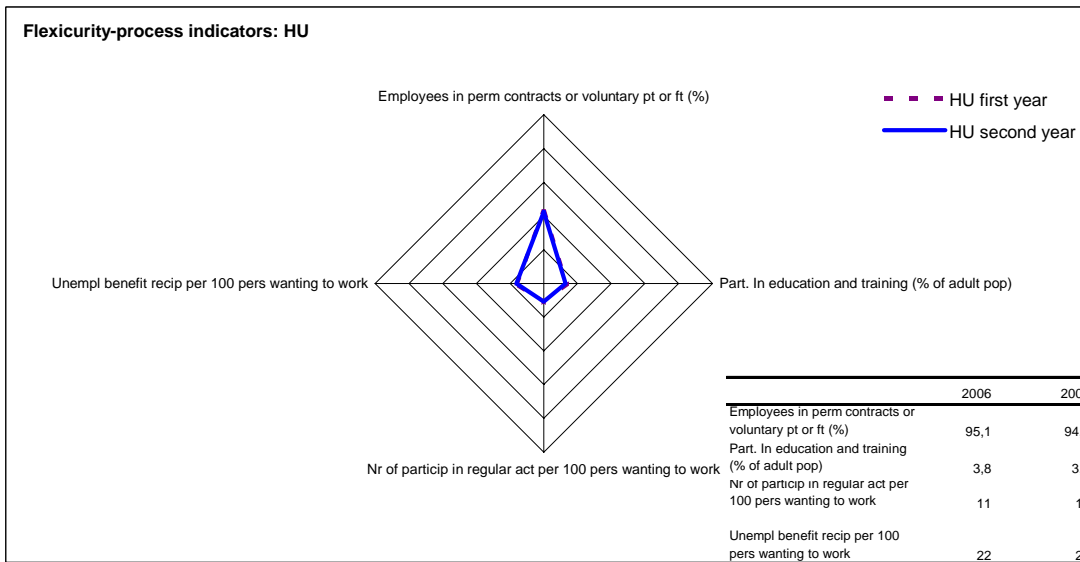 Flexicurity-process indicators: HU
Employees in perm contracts or voluntary pt or ft (%)
HU first year
HU second year
Unempl benefit recip per 100 pers wanting to work
Part. In education and training (% of adult pop)
Nr of particip in regular act per 100 pers wanting to work
2006
Employees in perm contracts or
voluntary pt or ft (%) 95,1
Part. In education and training
(% of adult pop) 3,8
Nr of particip in regular act per
100 pers wanting to work 11
Unempl benefit recip per 100
pers wanting to work 22